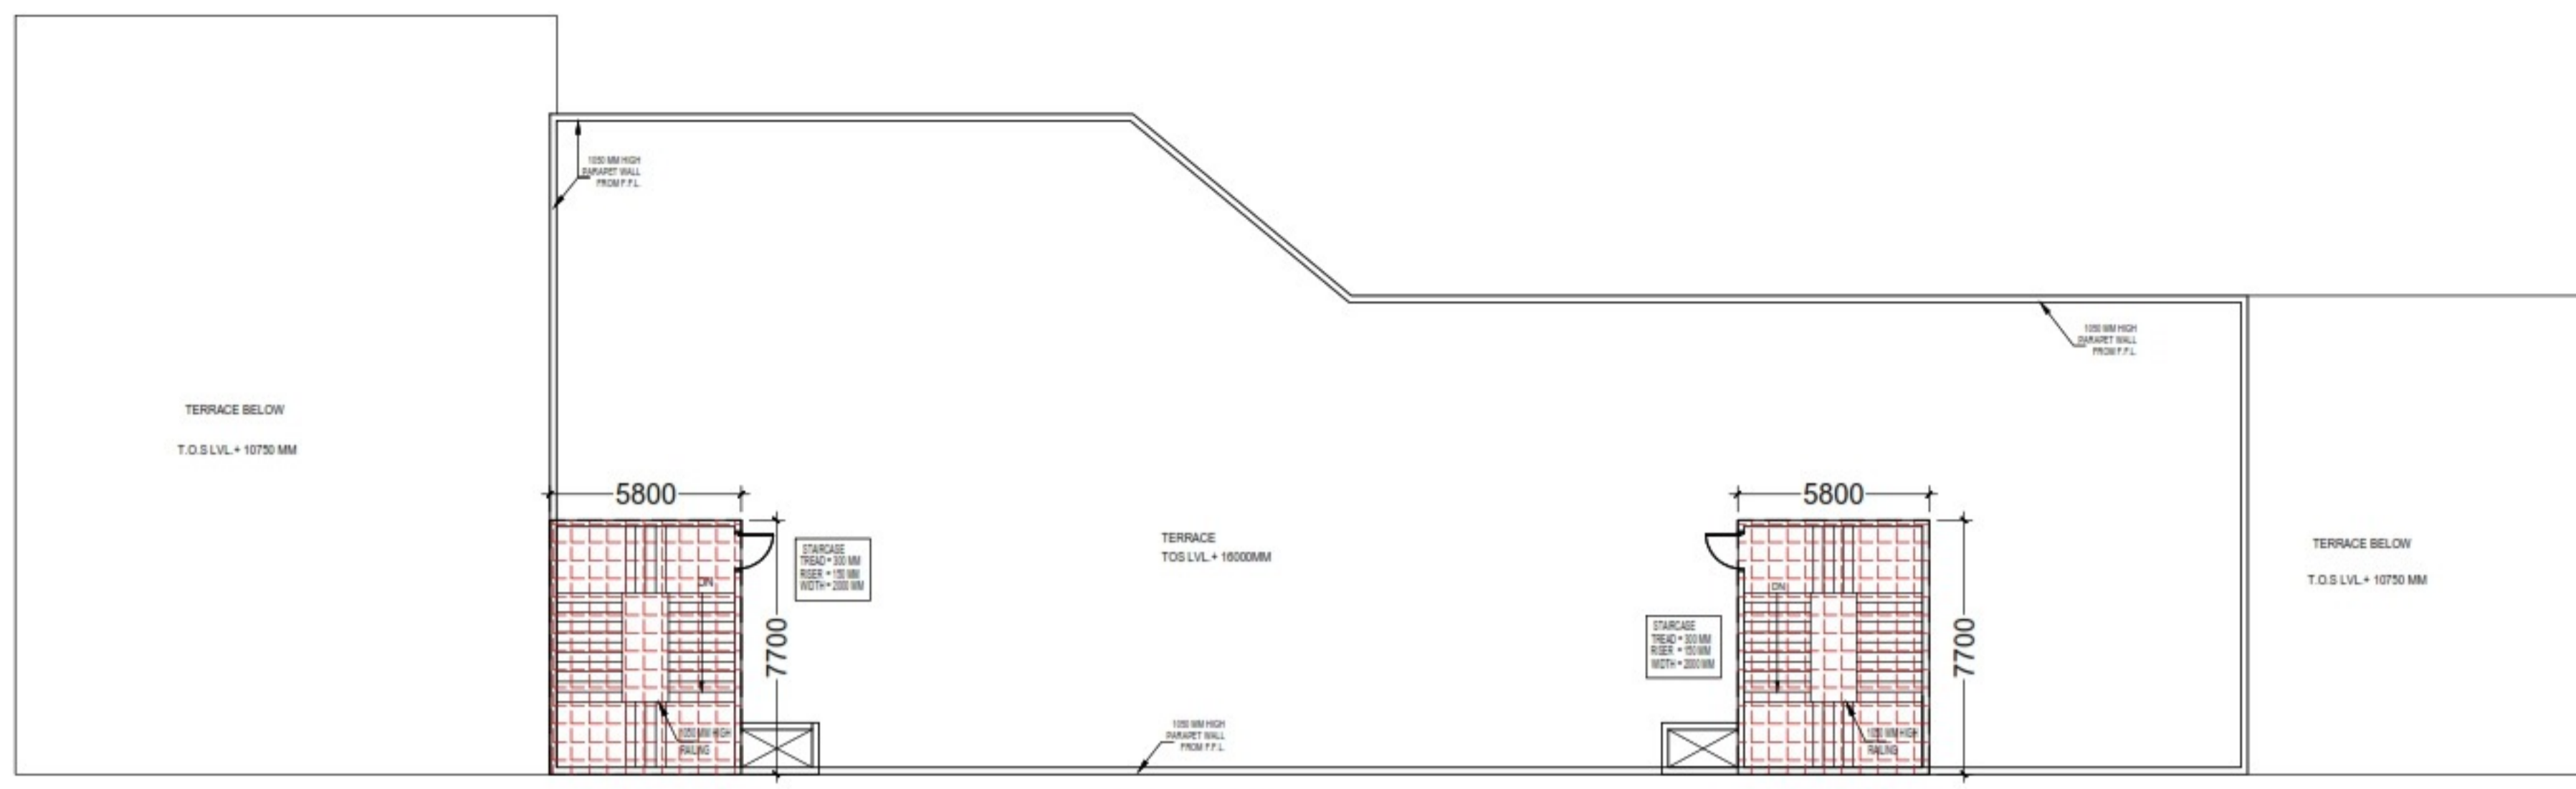 1050 MM HIGH
PARAPET WALL
FROM F.F.L.
1050 MM HIGH
PARAPET WALL
FROM F.F.L.
TERRACE BELOW
T.O.S LVL.+ 10750 MM
5800
5800
TERRACE
TOS LVL.+ 16000MM
TERRACE BELOW
T.O.S LVL.+ 10750 MM
STAIRCASE
TREAD = 300 MM
RISER = 150 MM
WIDTH = 2000 MM
DN
7700
STAIRCASE
TREAD = 300 MM
RISER = 150 MM
WIDTH = 2000 MM
DN
7700
1050 MM HIGH
RAILING
1050 MM HIGH
PARAPET WALL
FROM F.F.L.
1050 MM HIGH
RAILING